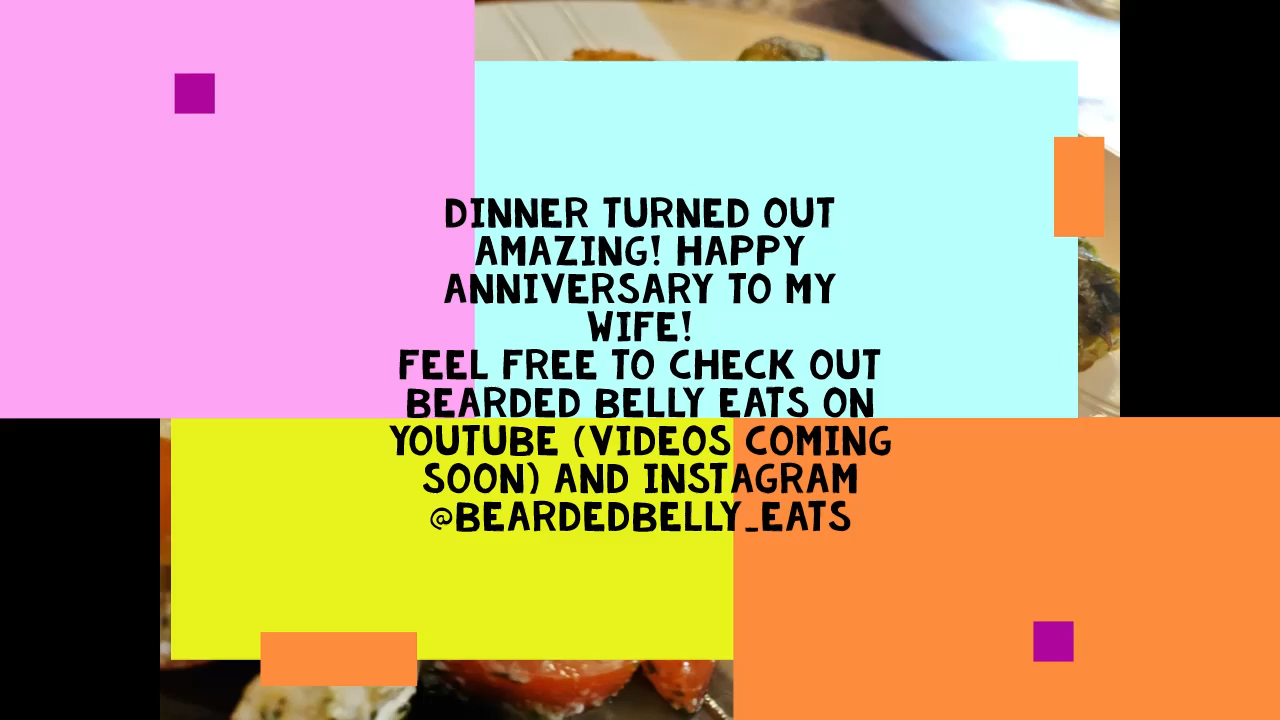 DINNER TURNED OUT
AMAZING! HAPPY
ANNIVERSARY TO MY
WIFE!
FEEL FREE TO CHECK OUT
BEARDED BELLY EATS ON
YOUTUBE (VIDEOS COMING
SOON) AND INSTAGRAM
@BEARDEDBELLY_EATS